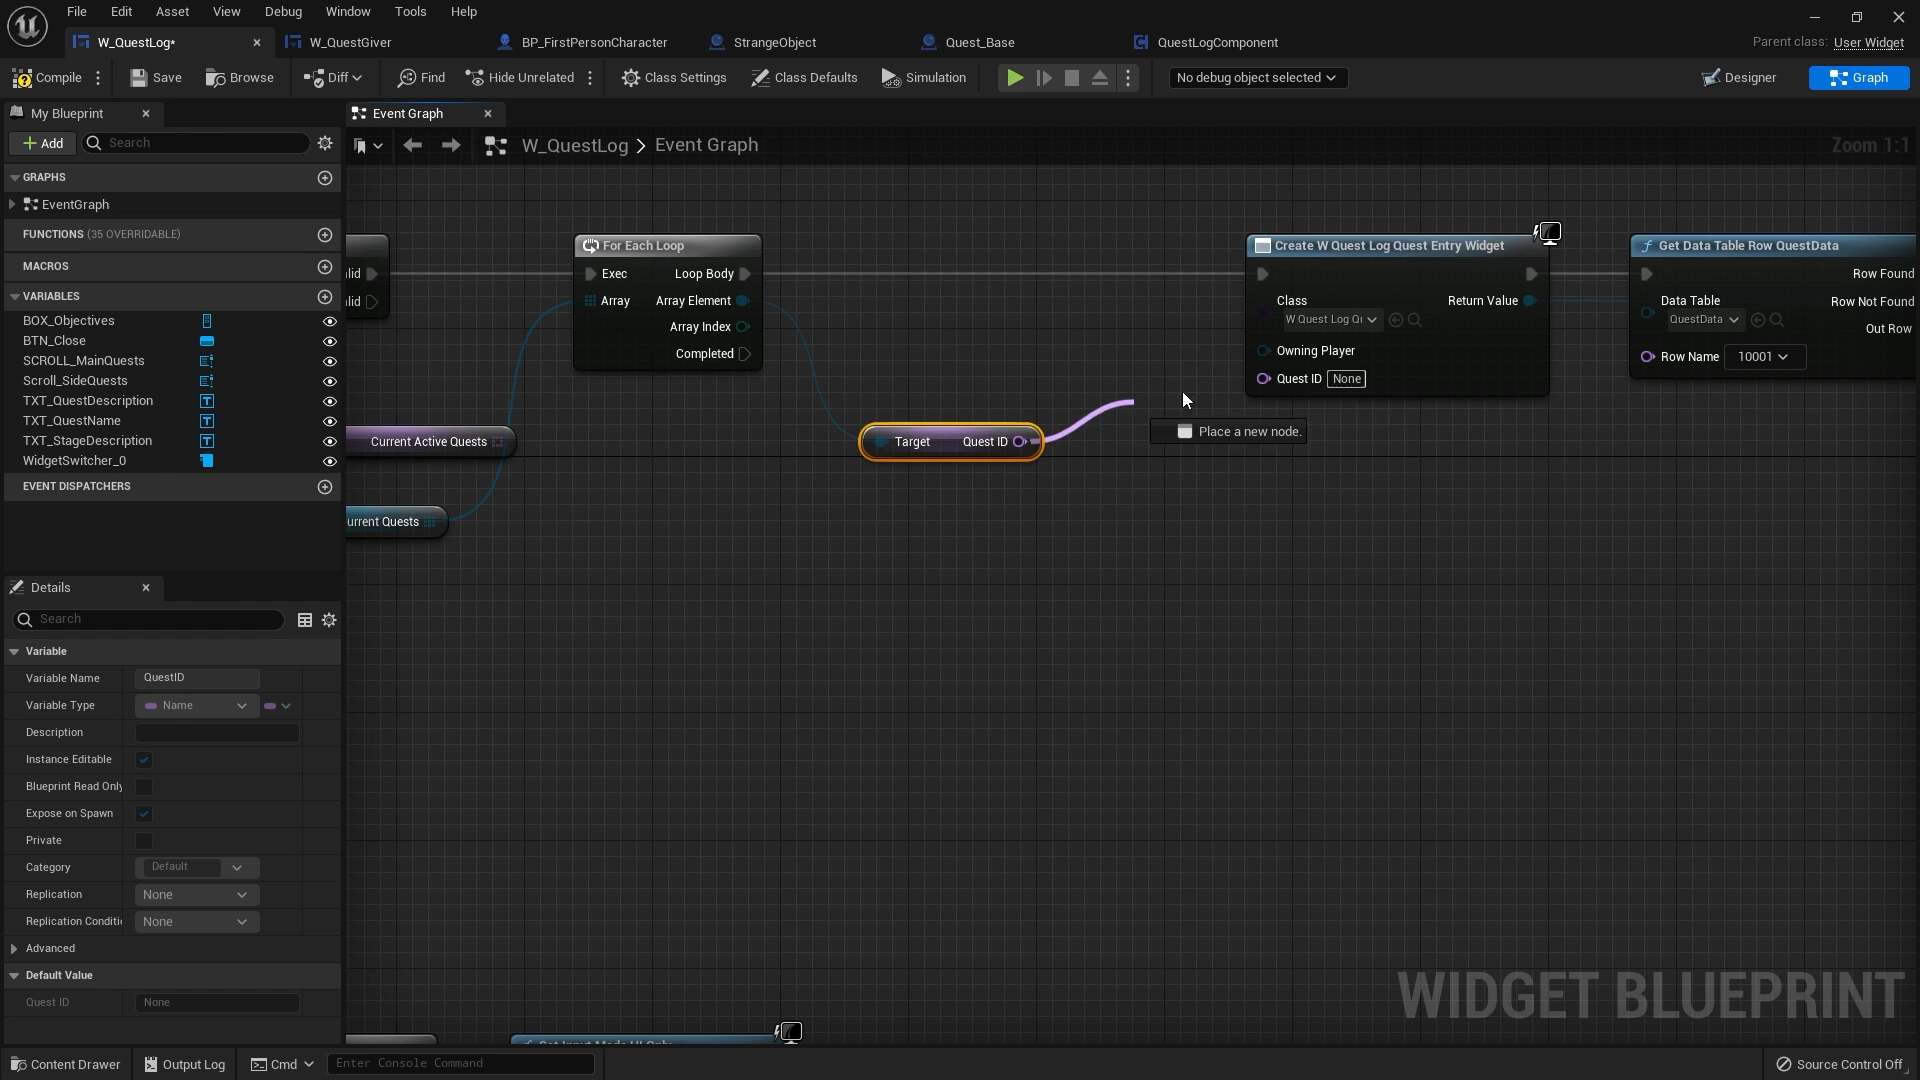 File Edit Asset View Debug Window Tools Help
W_QuestLog* W_QuestGiver BP_FirstPersonCharacter StrangeObject Quest_Base QuestLogComponent Parent class: User Widget
Compile Save Browse Diff Find Hide Unrelated Class Settings Class Defaults Simulation No debug object selected Designer Graph
My Blueprint
Event Graph
Add Search
W_QuestLog > Event Graph
Zoom 1:1
GRAPHS
EventGraph
FUNCTIONS (35 OVERRIDABLE)
MACROS
VARIABLES
BOX_Objectives
BTN_Close
SCROLL_MainQuests
Scroll_SideQuests
TXT_QuestDescription
TXT_QuestName
TXT_StageDescription
WidgetSwitcher_0
EVENT DISPATCHERS
Details
Search
Variable
Variable Name QuestID
Variable Type Name
Description
Instance Editable
Blueprint Read Only
Expose on Spawn
Private
Category Default
Replication None
Replication Conditi
None
Advanced
Default Value
Quest ID None
alid
alid
Current Active Quests
urrent Quests
For Each Loop
Exec Loop Body
Array Array Element
Array Index
Completed
Target Quest ID
Place a new node.
Create W Quest Log Quest Entry Widget
Class Return Value
W Quest Log Qu
Owning Player
Quest ID None
Get Data Table Row QuestData
Row Found
Data Table Row Not Found
QuestData
Out Row
Row Name 10001
WIDGET BLUEPRINT
Content Drawer Output Log Cmd Enter Console Command Source Control Off